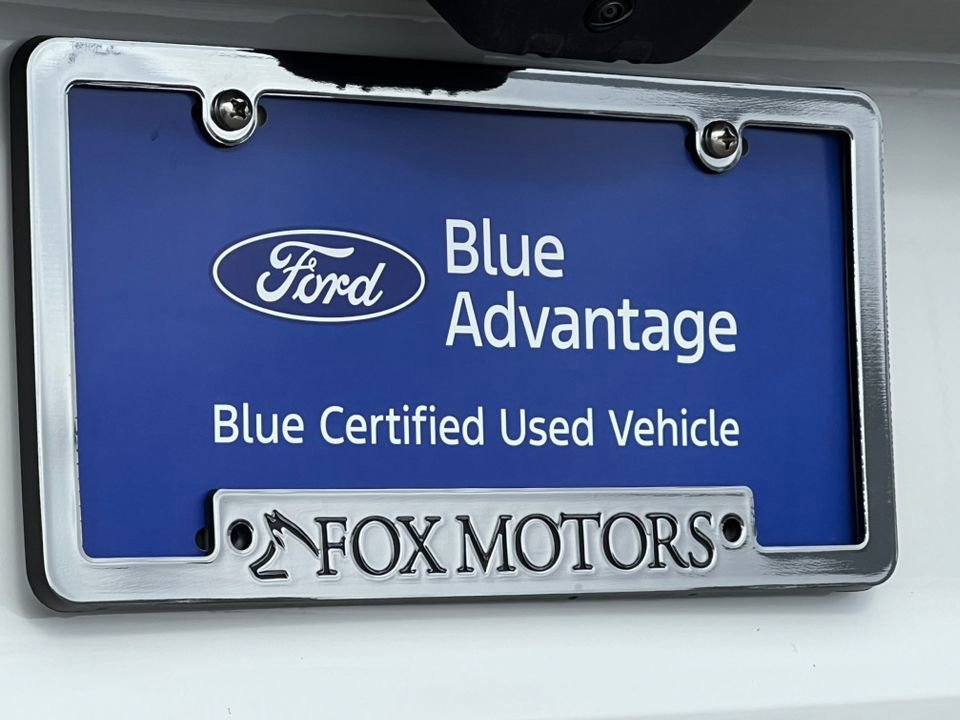 Ford
Blue
Advantage
Blue Certified Used Vehicle
FOX MOTORS